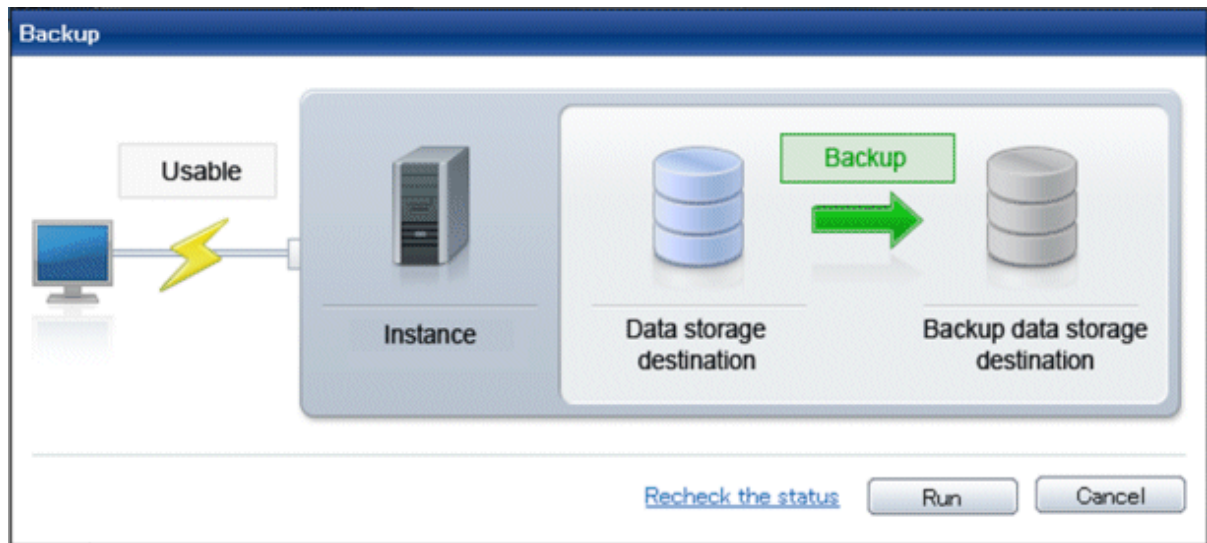 Backup
Usable
Backup
Instance
Data storage
destination
Backup data storage
destination
Recheck the status
Run
Cancel